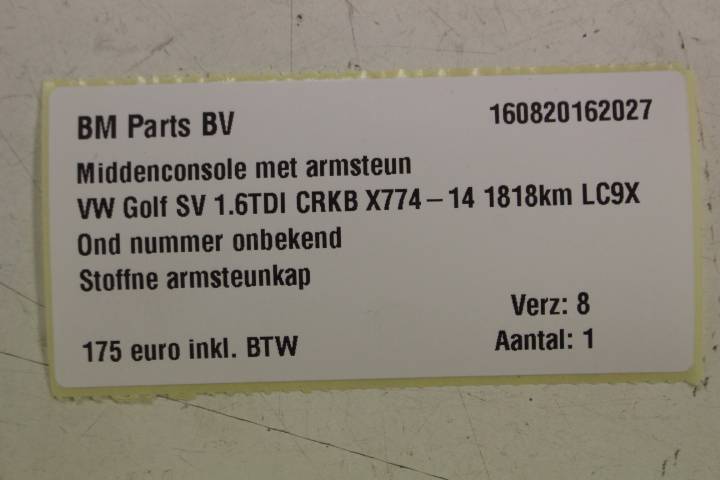 BM Parts BV 160820162027
Middenconsole met armsteun
VW Golf SV 1.6TDI CRKB X774-14 1818km LC9X
Ond nummer onbekend
Stoffne armsteunkap
Verz: 8
175 euro inkl. BTW Aantal: 1